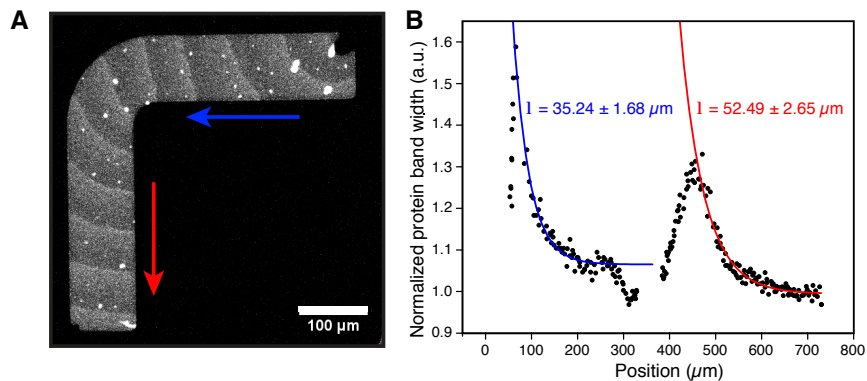 A
100 µm
B
Normalized protein band width (a.u.)
1.6
1.5
1.4
1.3
1.2
1.1
1.0
0.9
l = 35.24 ± 1.68 µm
l = 52.49 ± 2.65 µm
0 100 200 300 400 500 600 700 800
Position (µm)